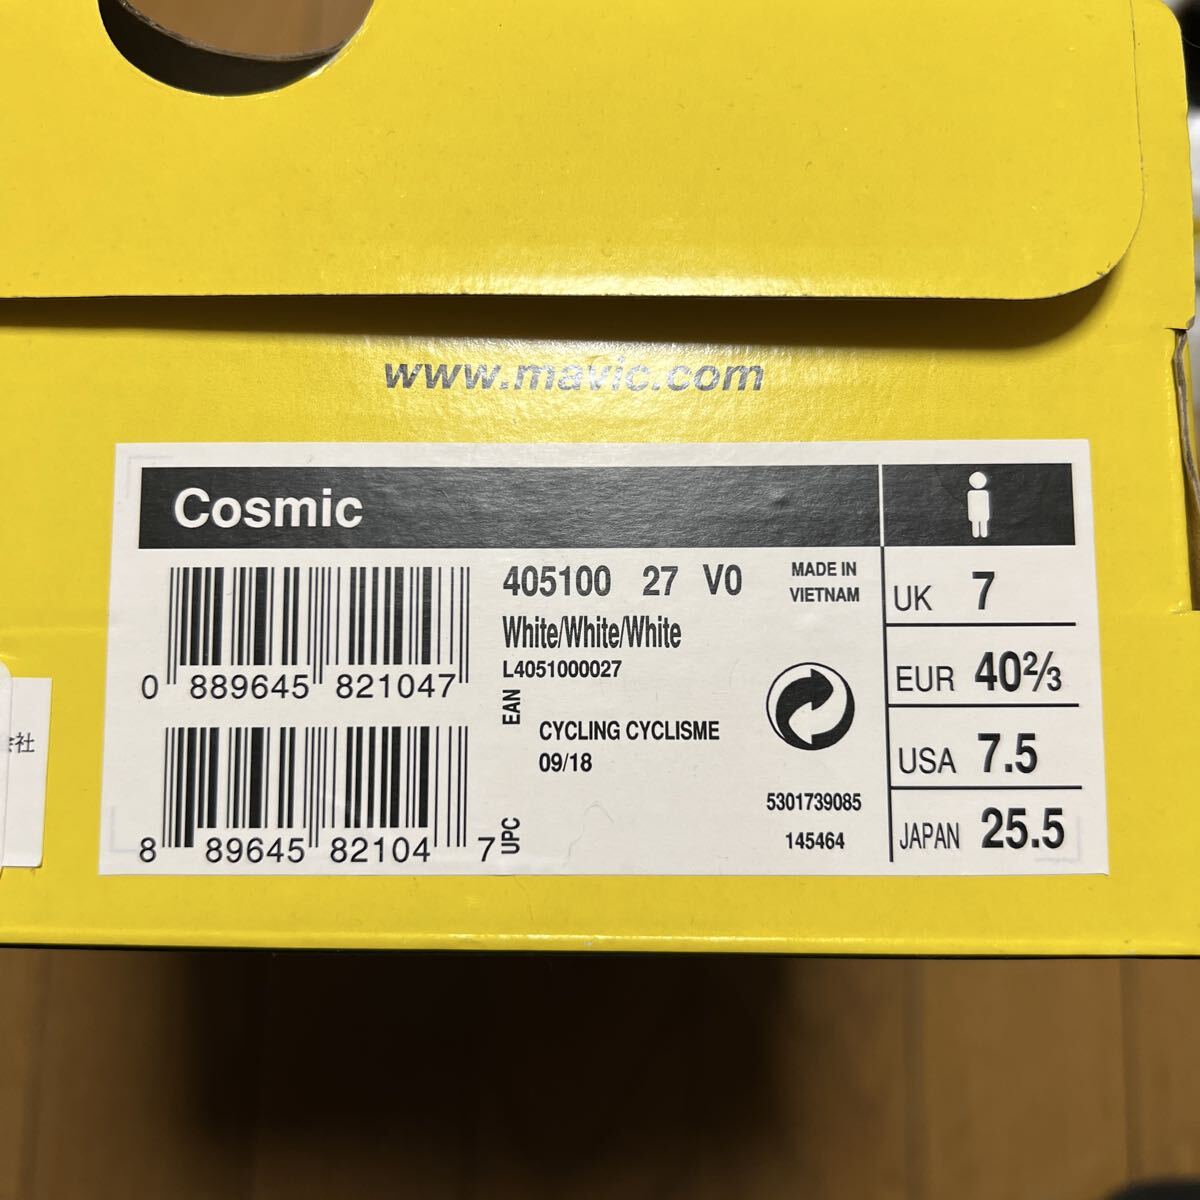 www.mavic.com
Cosmic
405100 27 V0
White/White/White
L4051000027
MADE IN
VIETNAM
0 889645 821047
EAN
CYCLING CYCLISME
09/18
8 89645 82104 7
UPC
5301739085
145464
UK 7
EUR 40⅔
USA 7.5
JAPAN 25.5
会社